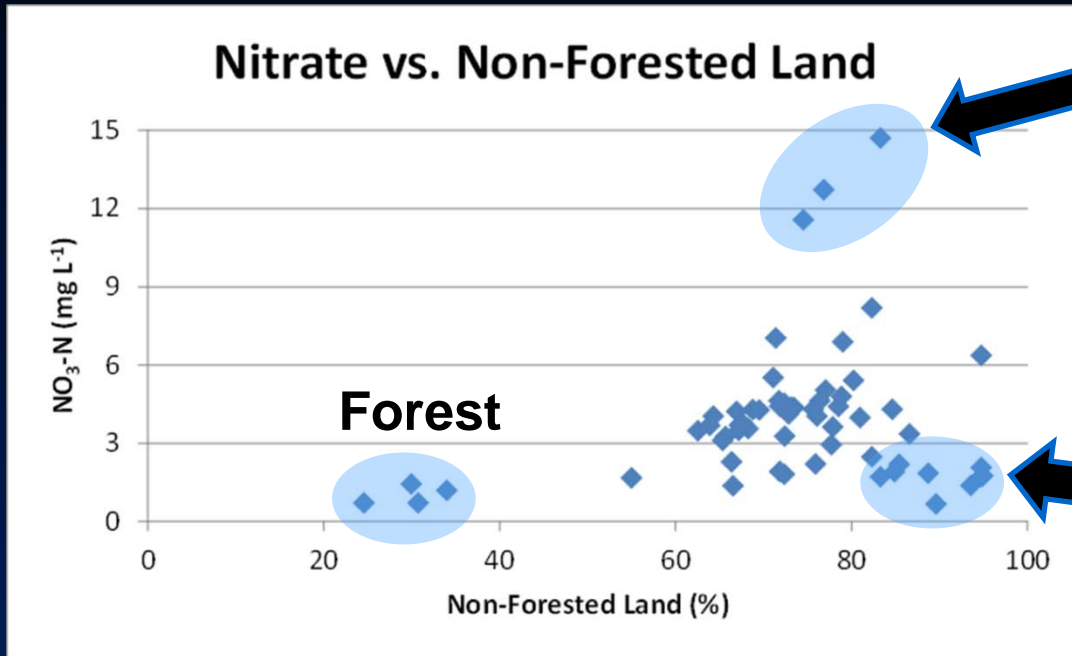 Nitrate vs. Non-Forested Land
NO₃-N (mg L⁻¹)
15
12
9
6
3
0
Forest
0 20 40 60 80 100
Non-Forested Land (%)